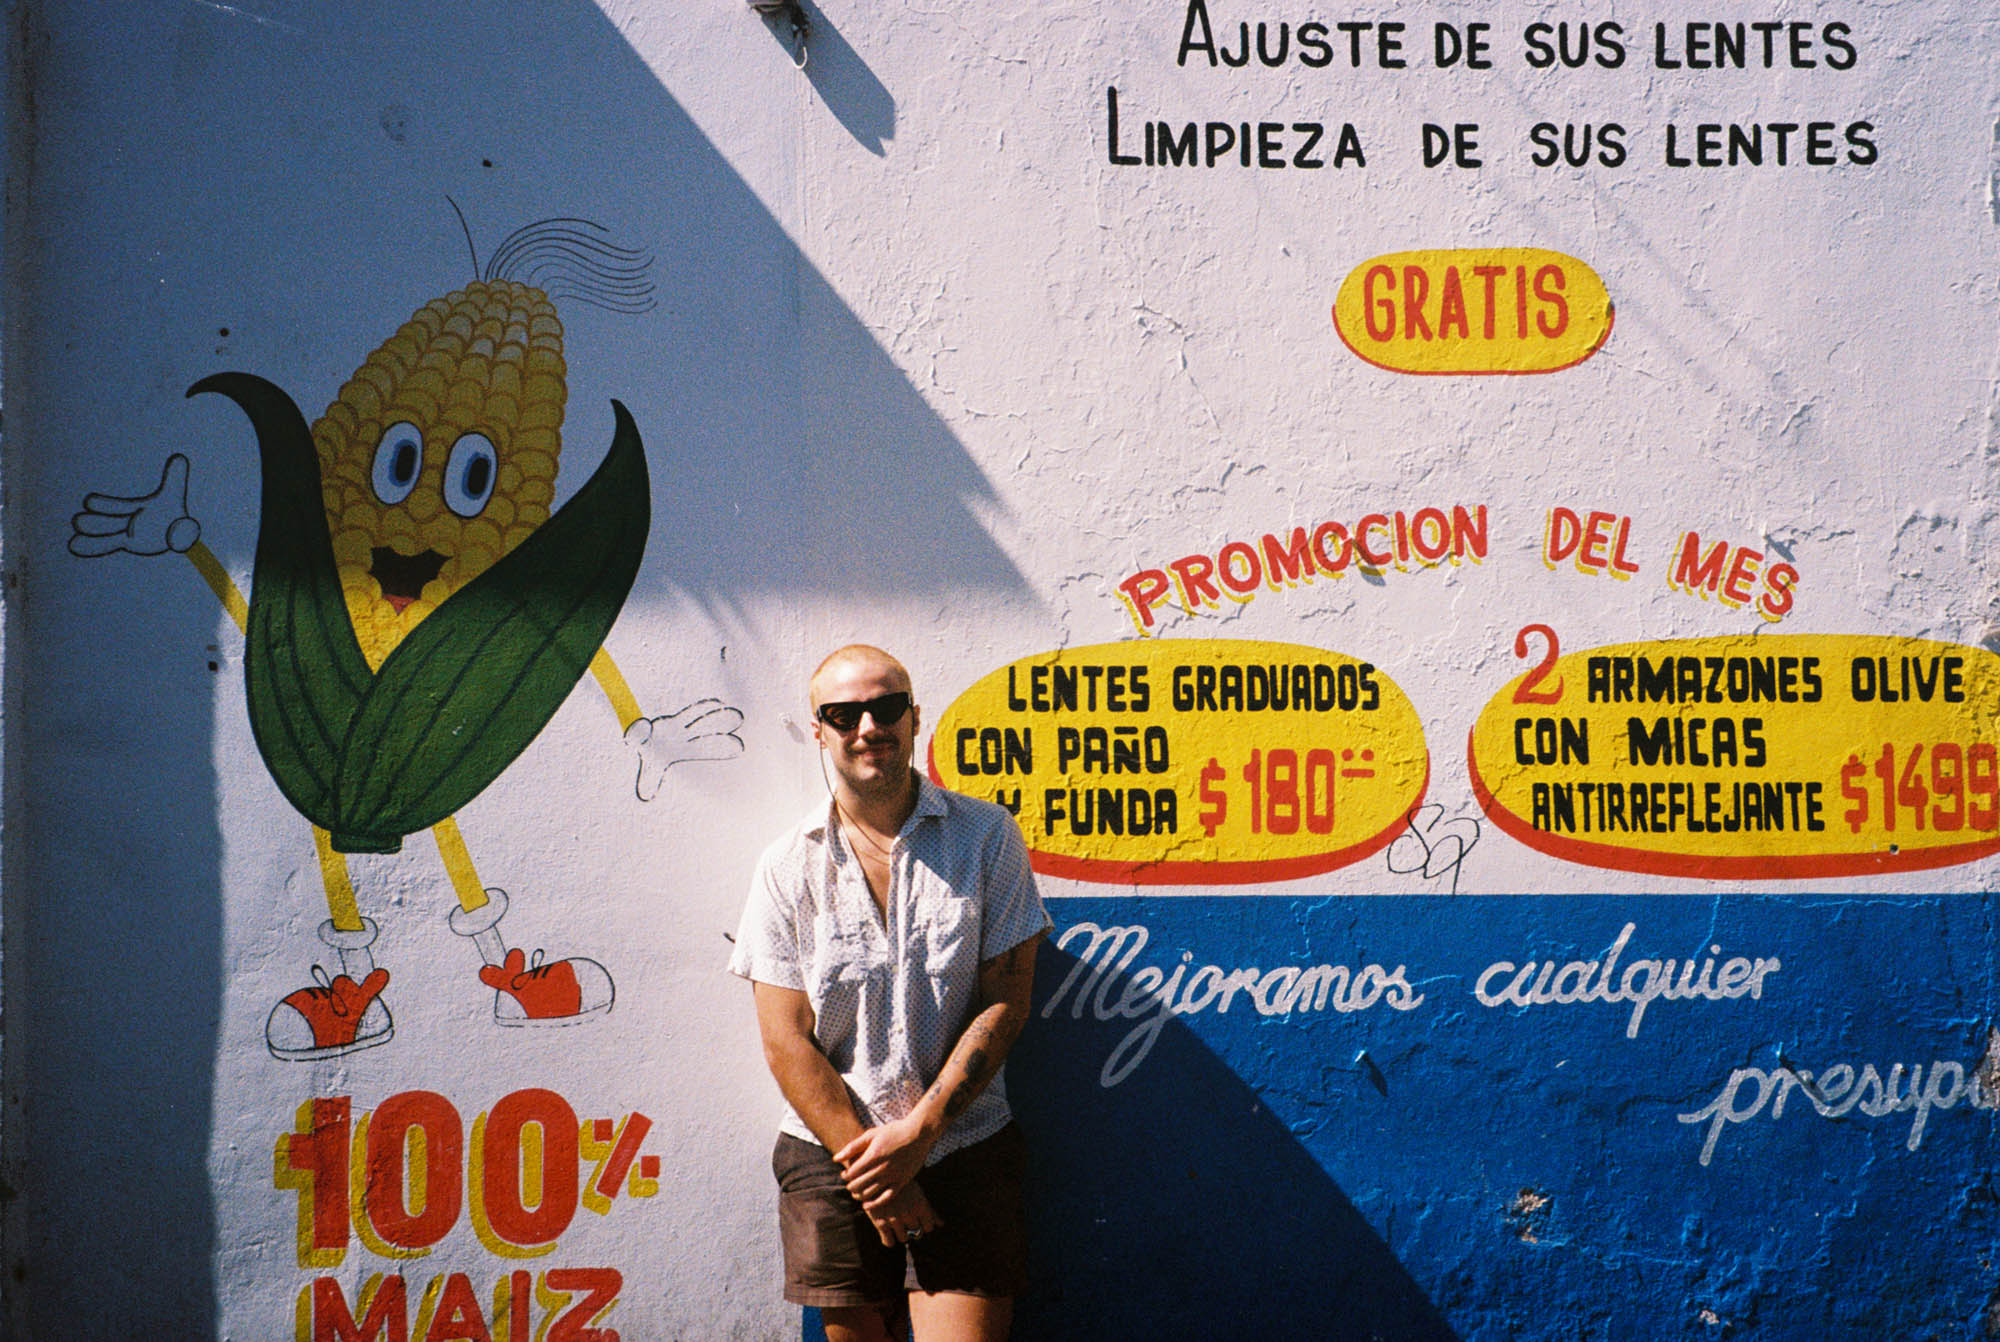 AJUSTE DE SUS LENTES
LIMPIEZA DE SUS LENTES
GRATIS
PROMOCION DEL MES
LENTES GRADUADOS
CON PAÑO
Y FUNDA $180
2 ARMAZONES OLIVE
CON MICAS
ANTIRREFLEJANTE $1499
Mejoramos cualquier
100%
MAIZ